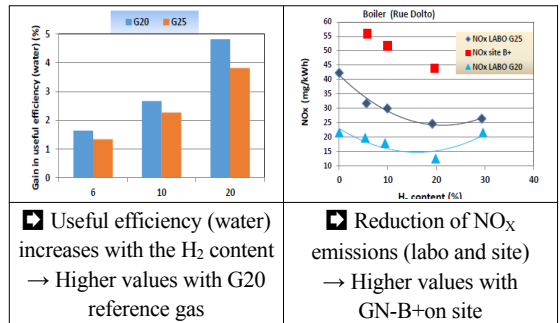 G20 G25
Gain in useful efficiency (water) (%)
6
5
4
3
2
1
0
6 10 20
Boiler (Rue Dolto)
NOx (mg/kWh)
60
55
50
45
40
35
30
25
20
15
10
0 10 20 30 40
H₂ content (%)
NOx LABO G25
NOx site B+
NOx LABO G20
Useful efficiency (water)
increases with the H₂ content
→ Higher values with G20
reference gas
Reduction of NOX
emissions (labo and site)
→ Higher values with
GN-B+on site